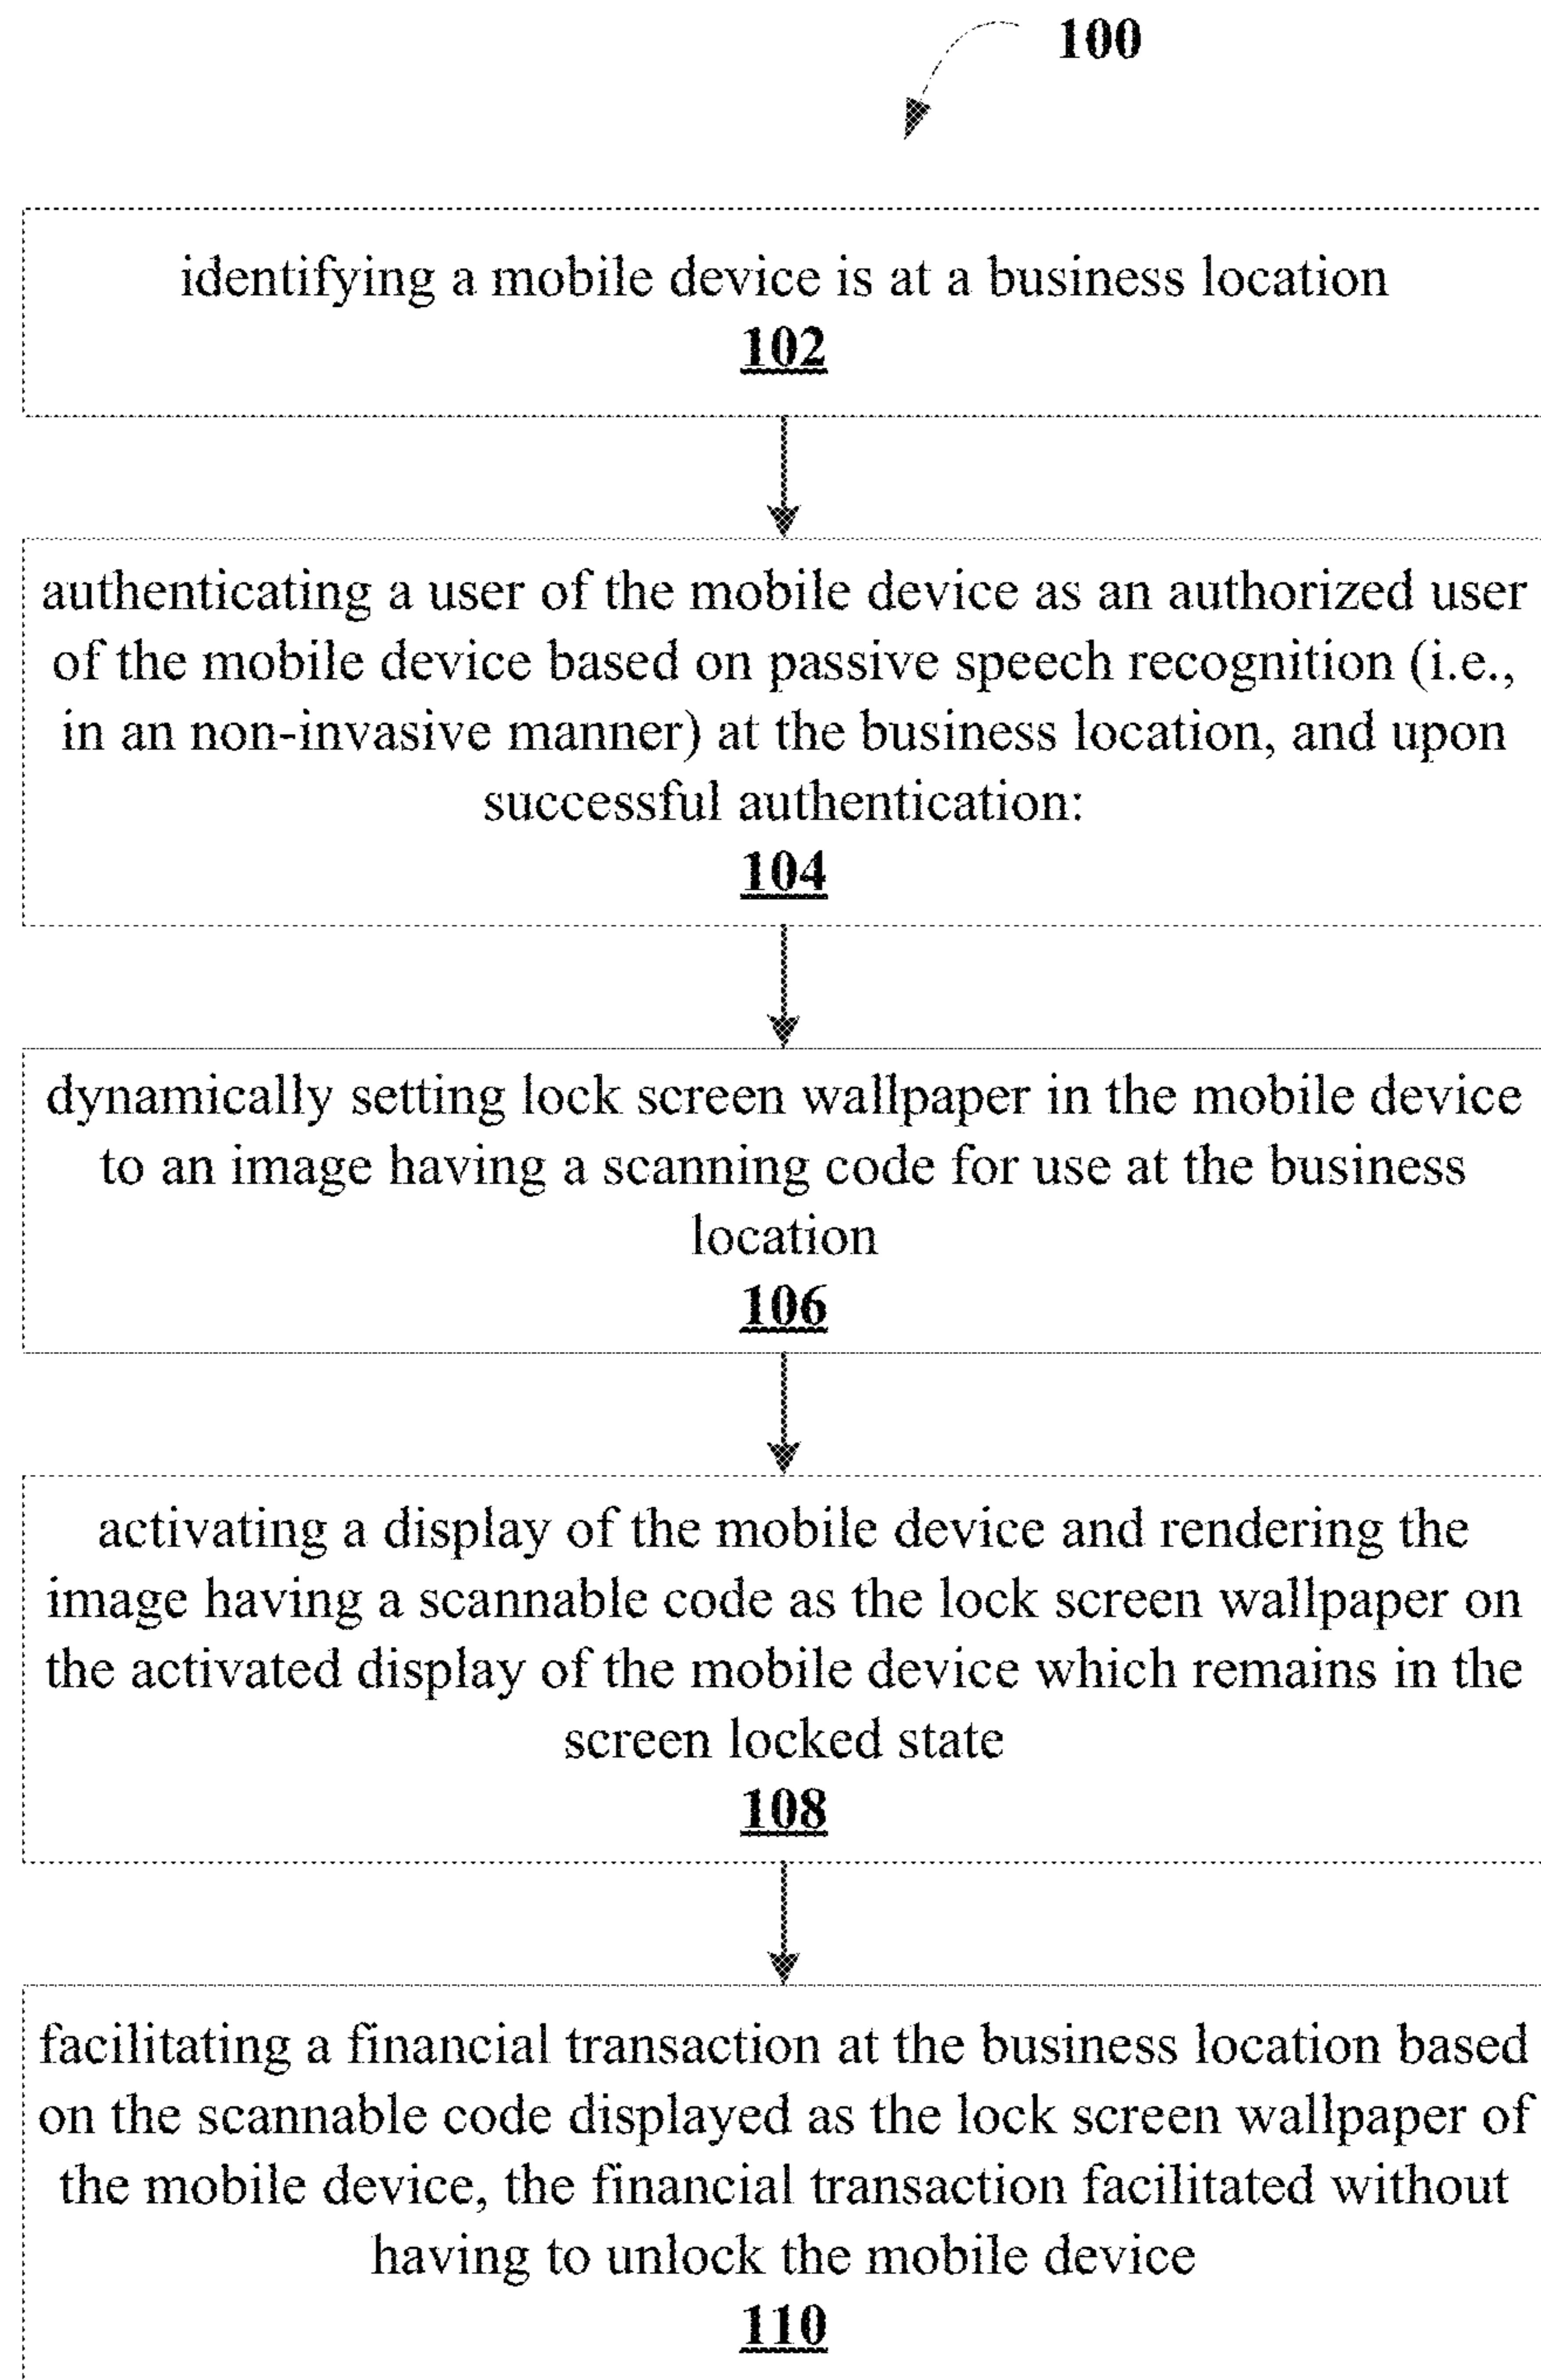 100
identifying a mobile device is at a business location
102
authenticating a user of the mobile device as an authorized user
of the mobile device based on passive speech recognition (i.e.,
in an non-invasive manner) at the business location, and upon
successful authentication:
104
dynamically setting lock screen wallpaper in the mobile device
to an image having a scanning code for use at the business
location
106
activating a display of the mobile device and rendering the
image having a scannable code as the lock screen wallpaper on
the activated display of the mobile device which remains in the
screen locked state
108
facilitating a financial transaction at the business location based
on the scannable code displayed as the lock screen wallpaper of
the mobile device, the financial transaction facilitated without
having to unlock the mobile device
110